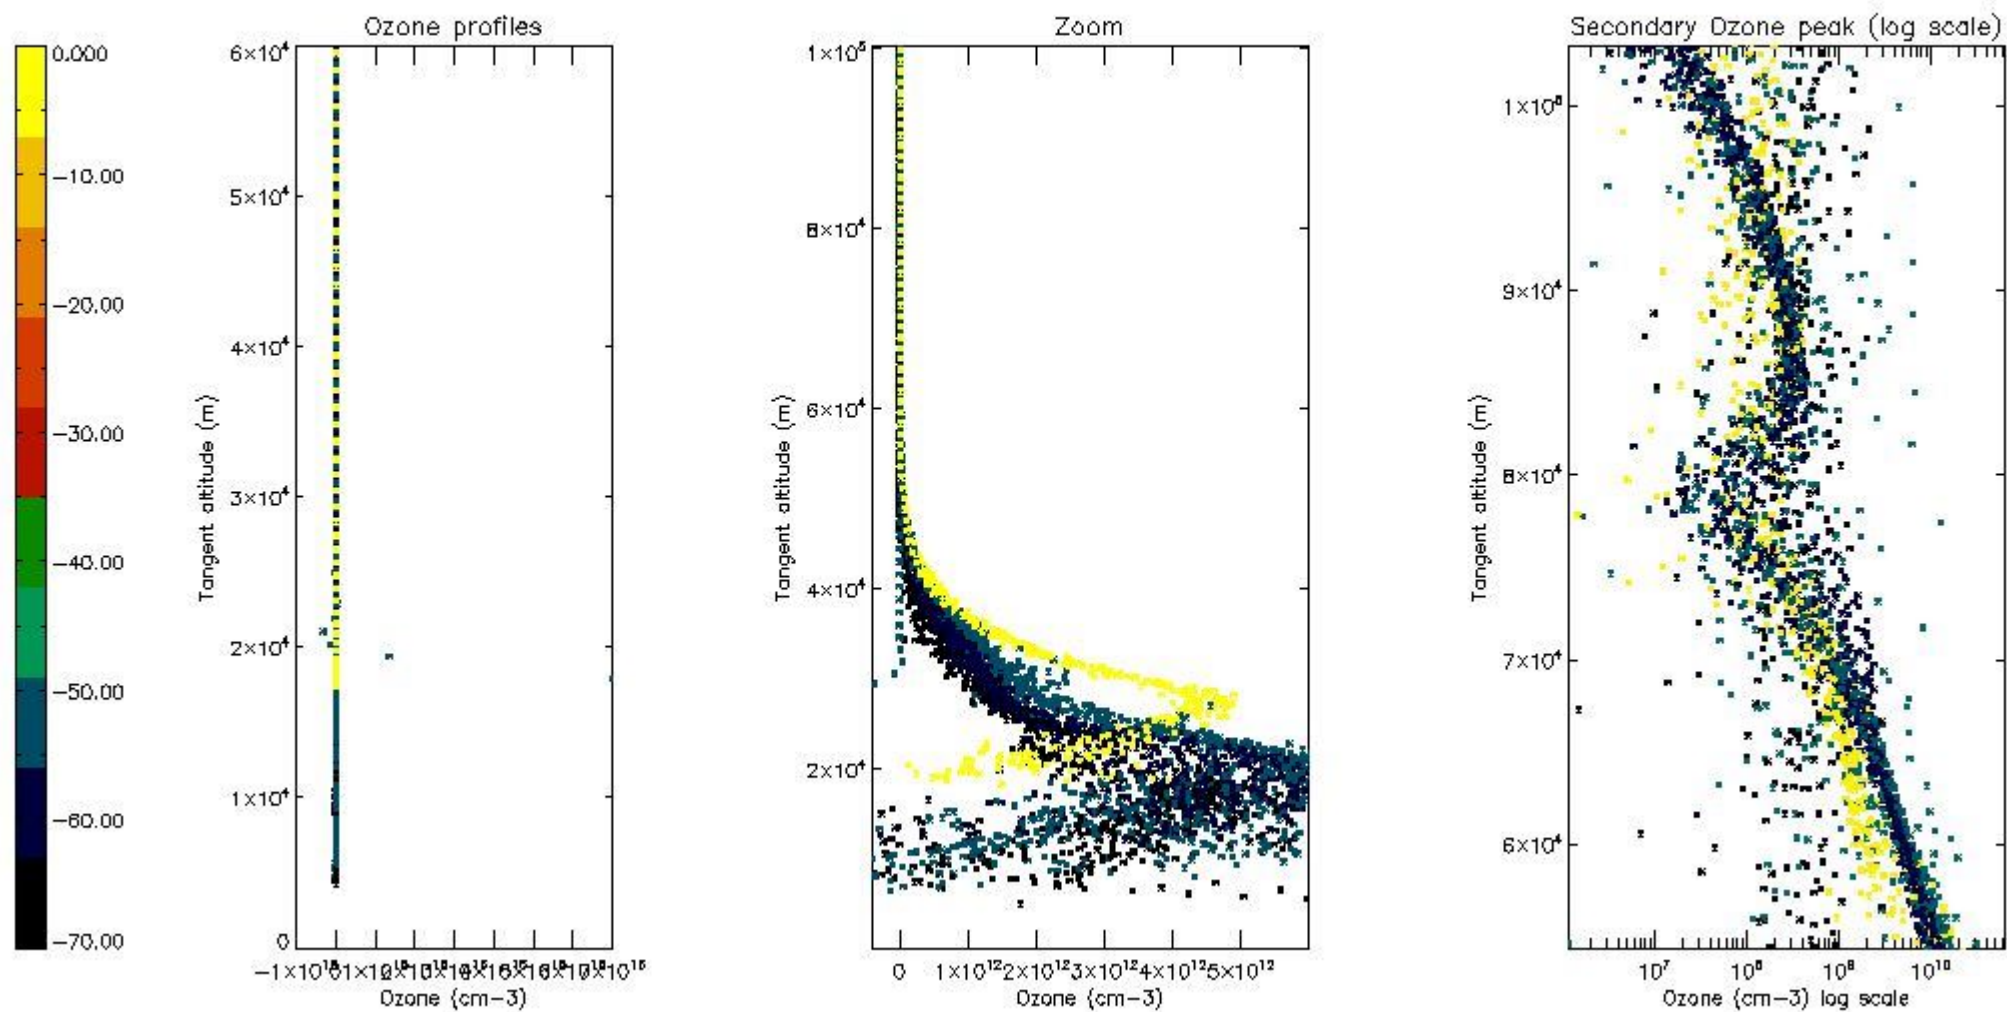 Ozone profiles
Zoom
Secondary Ozone peak (log scale)
0.000
-10.00
-20.00
-30.00
-40.00
-50.00
-60.00
-70.00
6×10⁴
5×10⁴
4×10⁴
3×10⁴
2×10⁴
1×10⁴
0
Tangent altitude (m)
Ozone (cm-3)
1×10⁵
8×10⁴
6×10⁴
4×10⁴
2×10⁴
Tangent altitude (m)
0 1×10¹² 2×10¹² 3×10¹² 4×10¹² 5×10¹²
Ozone (cm-3)
9×10⁴
8×10⁴
7×10⁴
6×10⁴
Tangent altitude (m)
10⁷ 10⁸ 10⁹ 10¹⁰
Ozone (cm-3) log scale